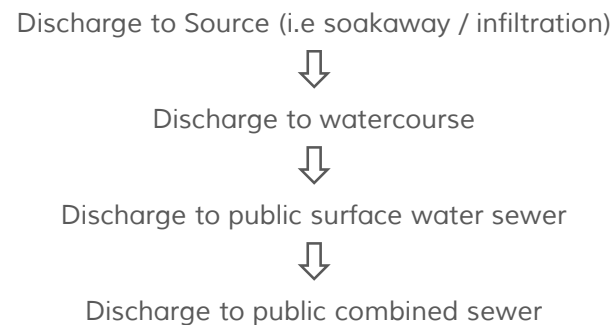 Discharge to Source (i.e soakaway / infiltration)
Discharge to watercourse
Discharge to public surface water sewer
Discharge to public combined sewer